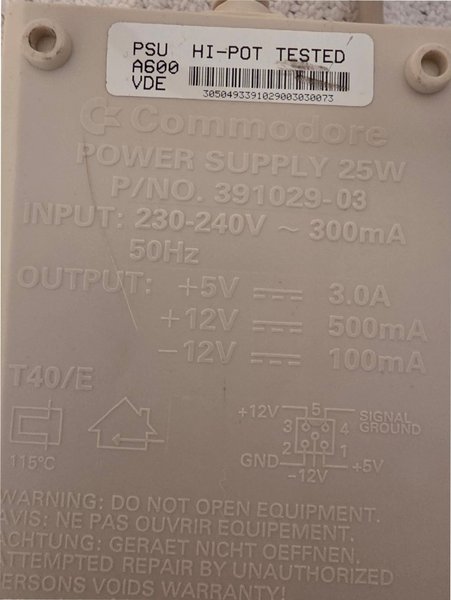 PSU HI-POT TESTED
A600
VDE
3050493391029003030073
Commodore
POWER SUPPLY 25W
P/NO. 391029-03
INPUT: 230-240V ~ 300mA
50Hz
OUTPUT: +5V ⎓ 3.0A
+12V ⎓ 500mA
-12V ⎓ 100mA
T40/E
115°C
+12V 5 SIGNAL
3 4 GROUND
2 1
GND -12V +5V
WARNING: DO NOT OPEN EQUIPMENT.
AVIS: NE PAS OUVRIR EQUIPEMENT.
ACHTUNG: GERAET NICHT OEFFNEN.
ATTEMPTED REPAIR BY UNAUTHORIZED
PERSONS VOIDS WARRANTY!